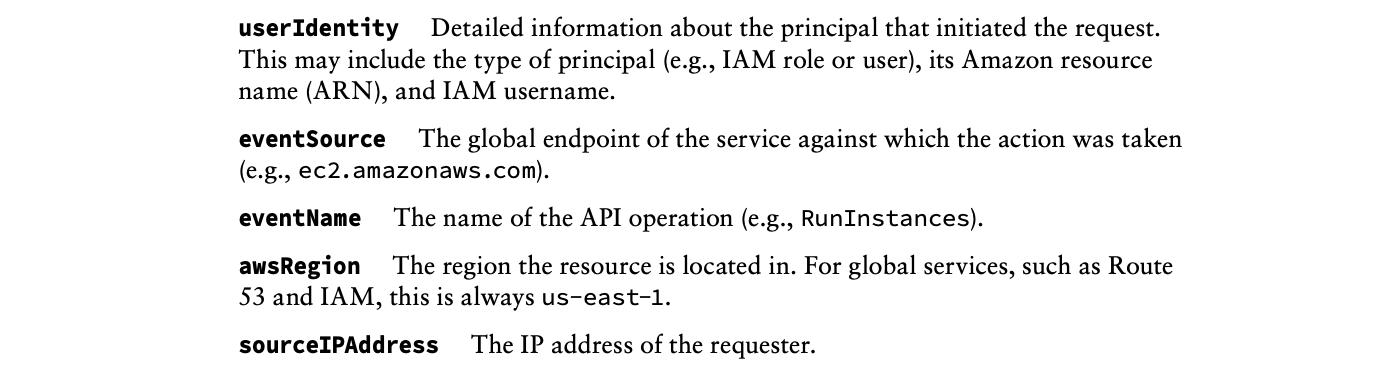 userIdentity Detailed information about the principal that initiated the request.
This may include the type of principal (e.g., IAM role or user), its Amazon resource
name (ARN), and IAM username.
eventSource The global endpoint of the service against which the action was taken
(e.g., ec2.amazonaws.com).
eventName The name of the API operation (e.g., RunInstances).
awsRegion The region the resource is located in. For global services, such as Route
53 and IAM, this is always us-east-1.
sourceIPAddress The IP address of the requester.